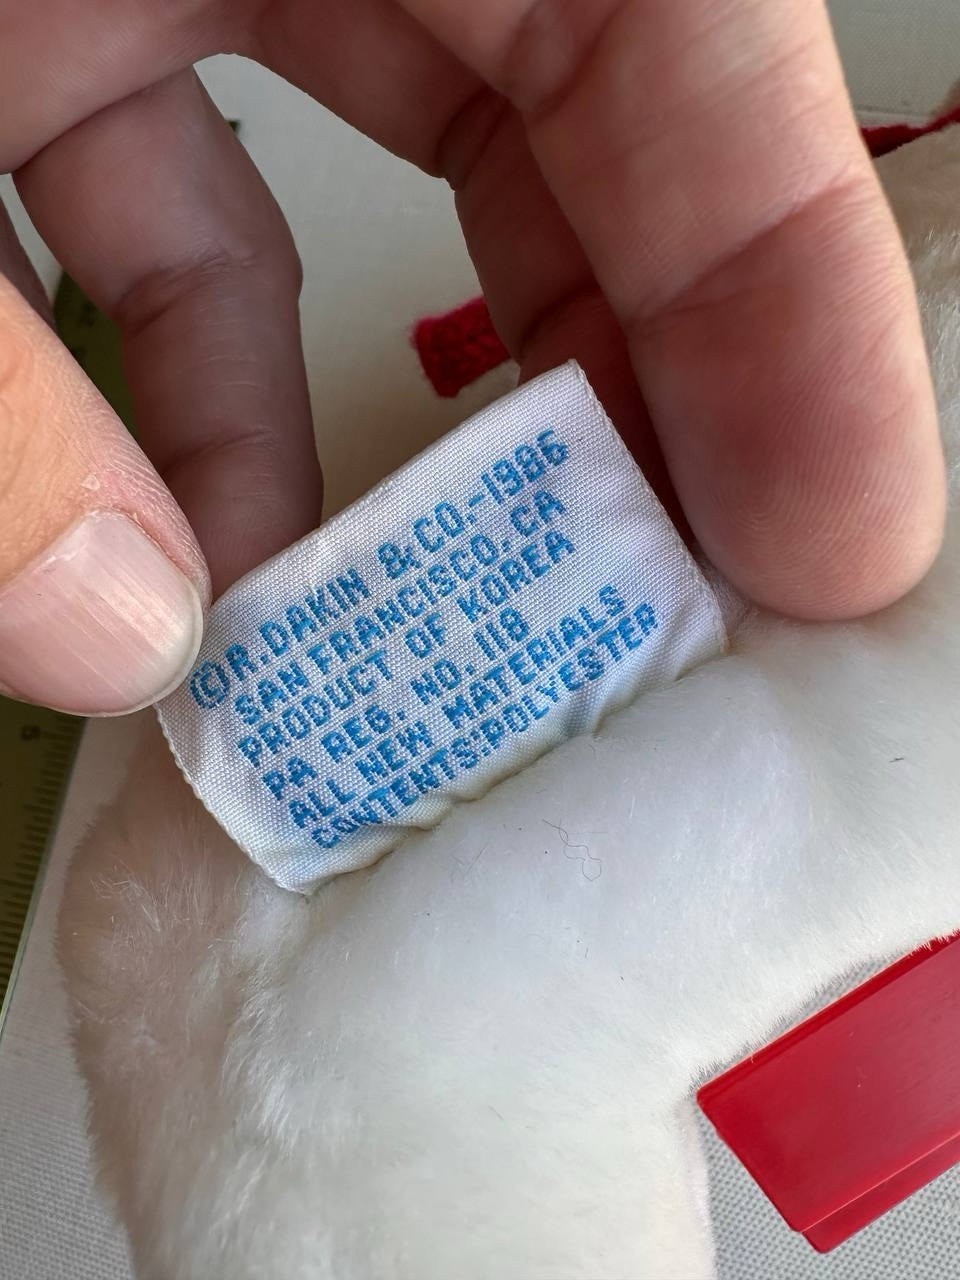 ©R.DAKIN & CO.-1986
SAN FRANCISCO, CA
PRODUCT OF KOREA
PA REG. NO. 118
ALL NEW MATERIALS
CONTENTS:POLYESTER